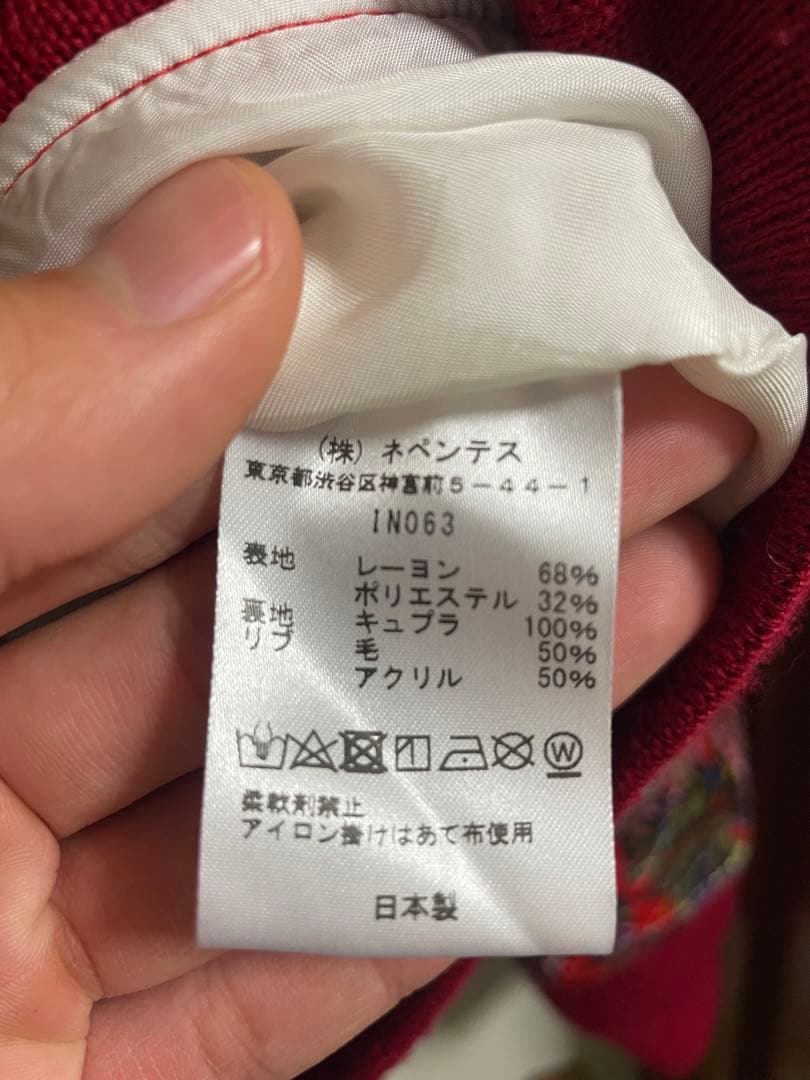 (株) ネペンテス
東京都渋谷区神宮前5-44-1
IN063
表地 レーヨン 68%
ポリエステル 32%
裏地 キュプラ 100%
リブ 毛 50%
アクリル 50%
W
柔軟剤禁止
アイロン掛けはあて布使用
日本製